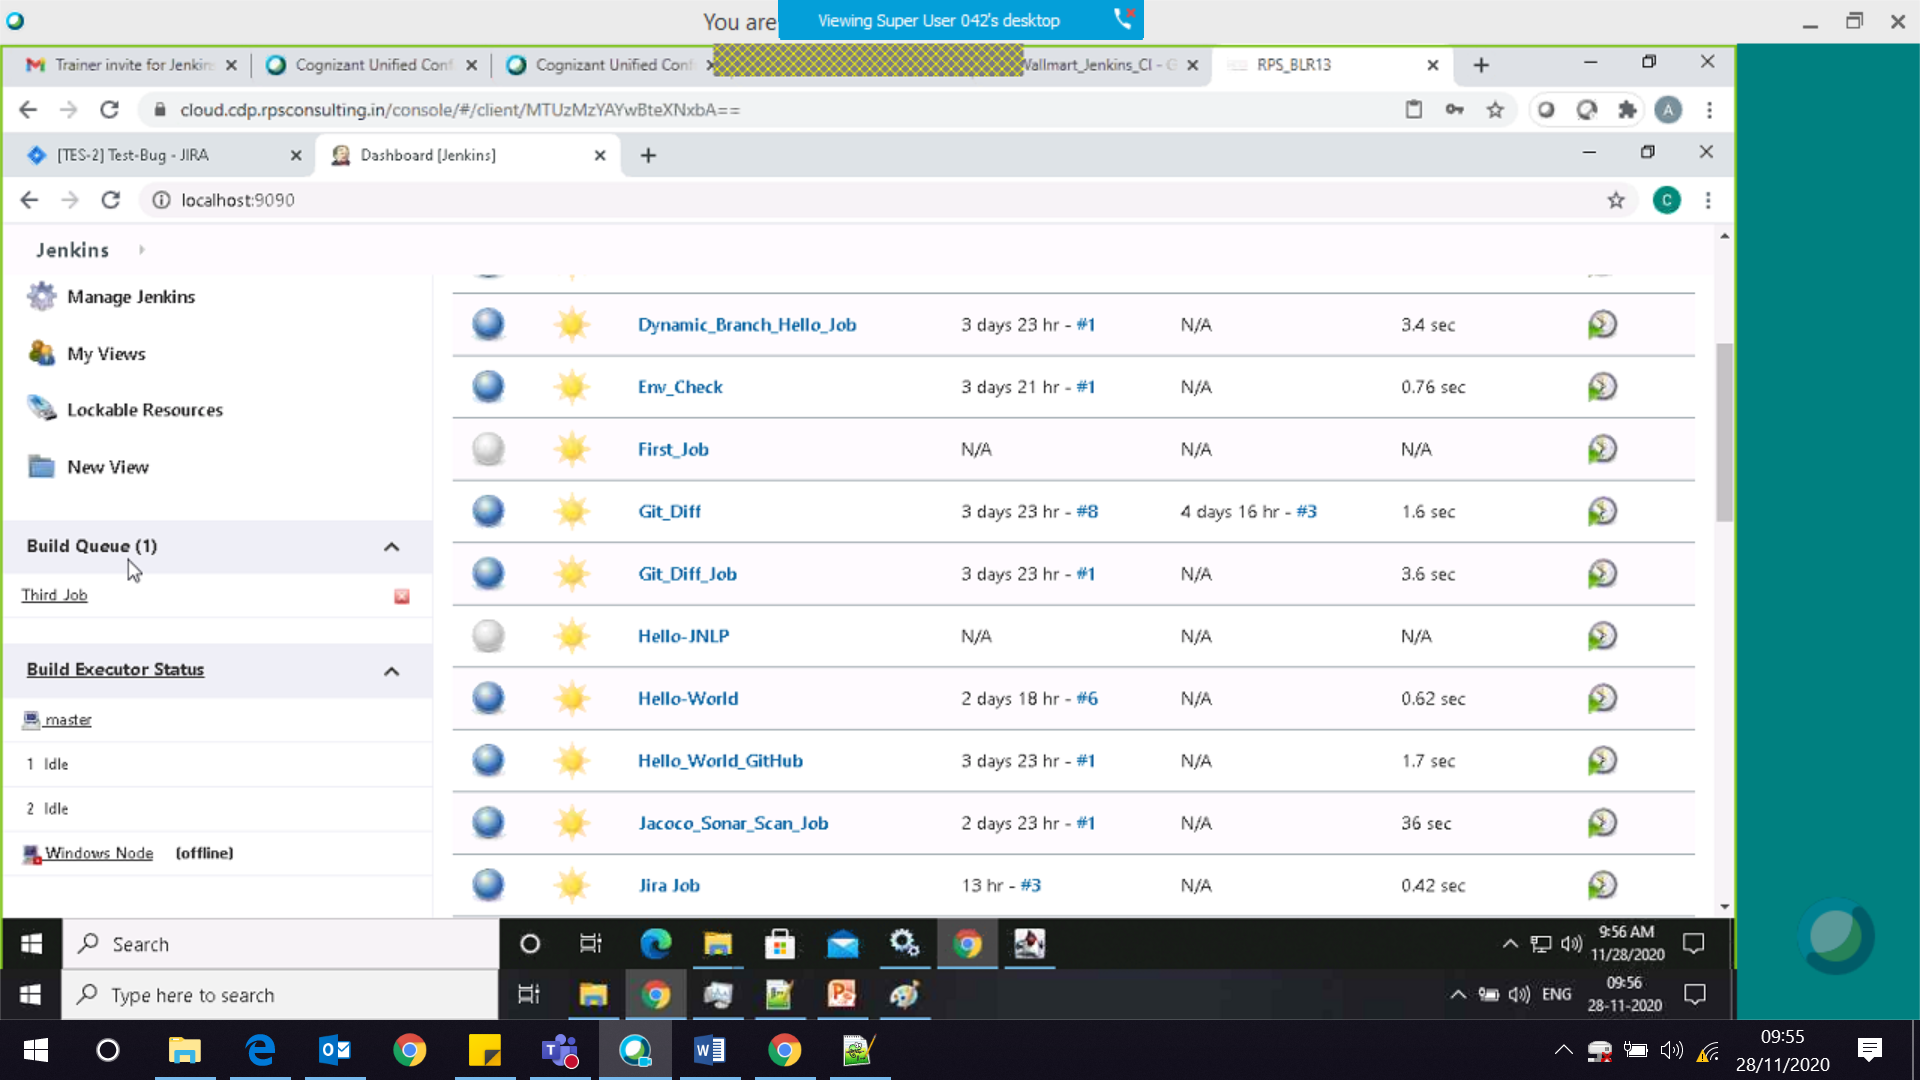 You are
Viewing Super User 042's desktop
Trainer invite for Jenkin
Cognizant Unified Conf
Cognizant Unified Con
Wallmart_Jenkins_CI - G
RPS_BLR13
cloud.cdp.rpsconsulting.in/console/#/client/MTUzMzYAYwBteXNxbA==
A
[TES-2] Test-Bug - JIRA
Dashboard [Jenkins]
localhost:9090
C
Jenkins
Manage Jenkins
My Views
Lockable Resources
New View
Build Queue (1)
Third Job
Build Executor Status
master
1 Idle
2 Idle
Windows Node (offline)
Dynamic_Branch_Hello_Job 3 days 23 hr - #1 N/A 3.4 sec
Env_Check 3 days 21 hr - #1 N/A 0.76 sec
First_Job N/A N/A N/A
Git_Diff 3 days 23 hr - #8 4 days 16 hr - #3 1.6 sec
Git_Diff_Job 3 days 23 hr - #1 N/A 3.6 sec
Hello-JNLP N/A N/A N/A
Hello-World 2 days 18 hr - #6 N/A 0.62 sec
Hello_World_GitHub 3 days 23 hr - #1 N/A 1.7 sec
Jacoco_Sonar_Scan_Job 2 days 23 hr - #1 N/A 36 sec
Jira Job 13 hr - #3 N/A 0.42 sec
Search
9:56 AM
11/28/2020
Type here to search
ENG
09:56
28-11-2020
09:55
28/11/2020